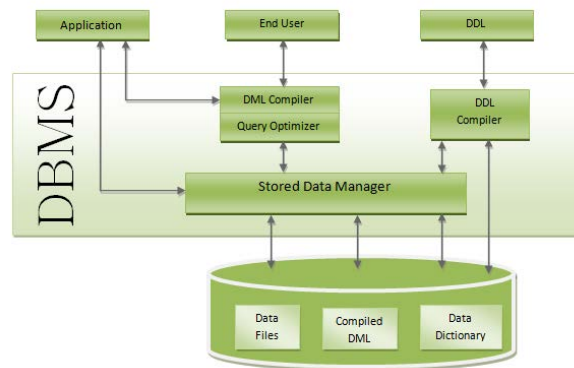 Application
End User
DDL
DBMS
DML Compiler
Query Optimizer
DDL
Compiler
Stored Data Manager
Data
Files
Compiled
DML
Data
Dictionary